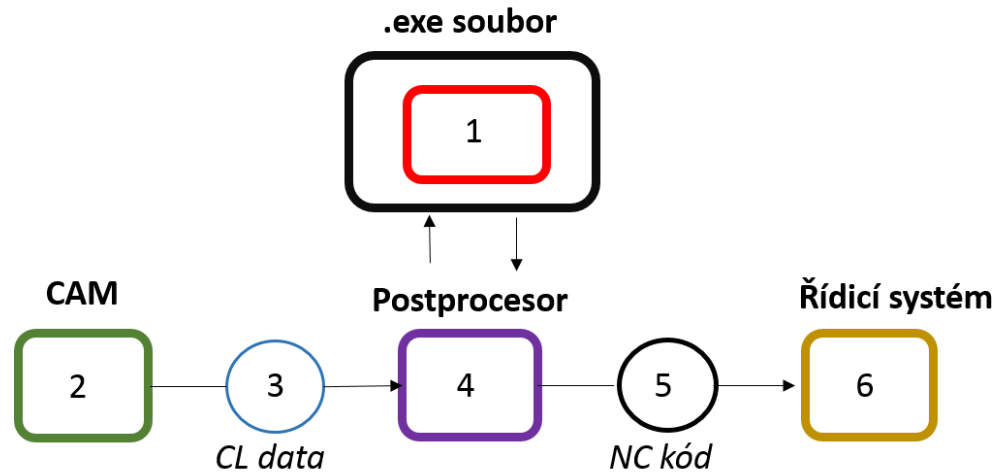 .exe soubor
1
CAM
Postprocesor
Řídicí systém
2
3
4
5
6
CL data
NC kód